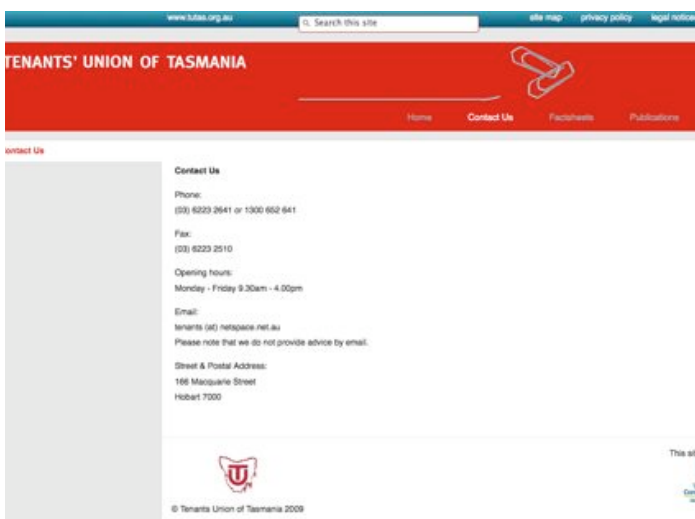 www.tutas.org.au
Search this site
site map privacy policy legal notice
TENANTS' UNION OF TASMANIA
Home Contact Us Factsheets Publications
ontact Us
Contact Us
Phone:
(03) 6223 2641 or 1300 652 641
Fax:
(03) 6223 2510
Opening hours:
Monday - Friday 9.30am - 4.00pm
Email:
tenants (at) netspace.net.au
Please note that we do not provide advice by email.
Street & Postal Address:
166 Macquarie Street
Hobart 7000
This sit
TU
© Tenants Union of Tasmania 2009